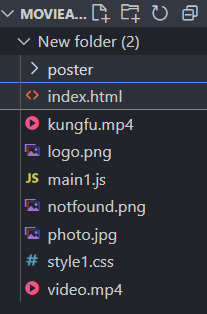 MOVIEA...
New folder (2)
poster
<> index.html
kungfu.mp4
logo.png
JS main1.js
notfound.png
photo.jpg
# style1.css
video.mp4